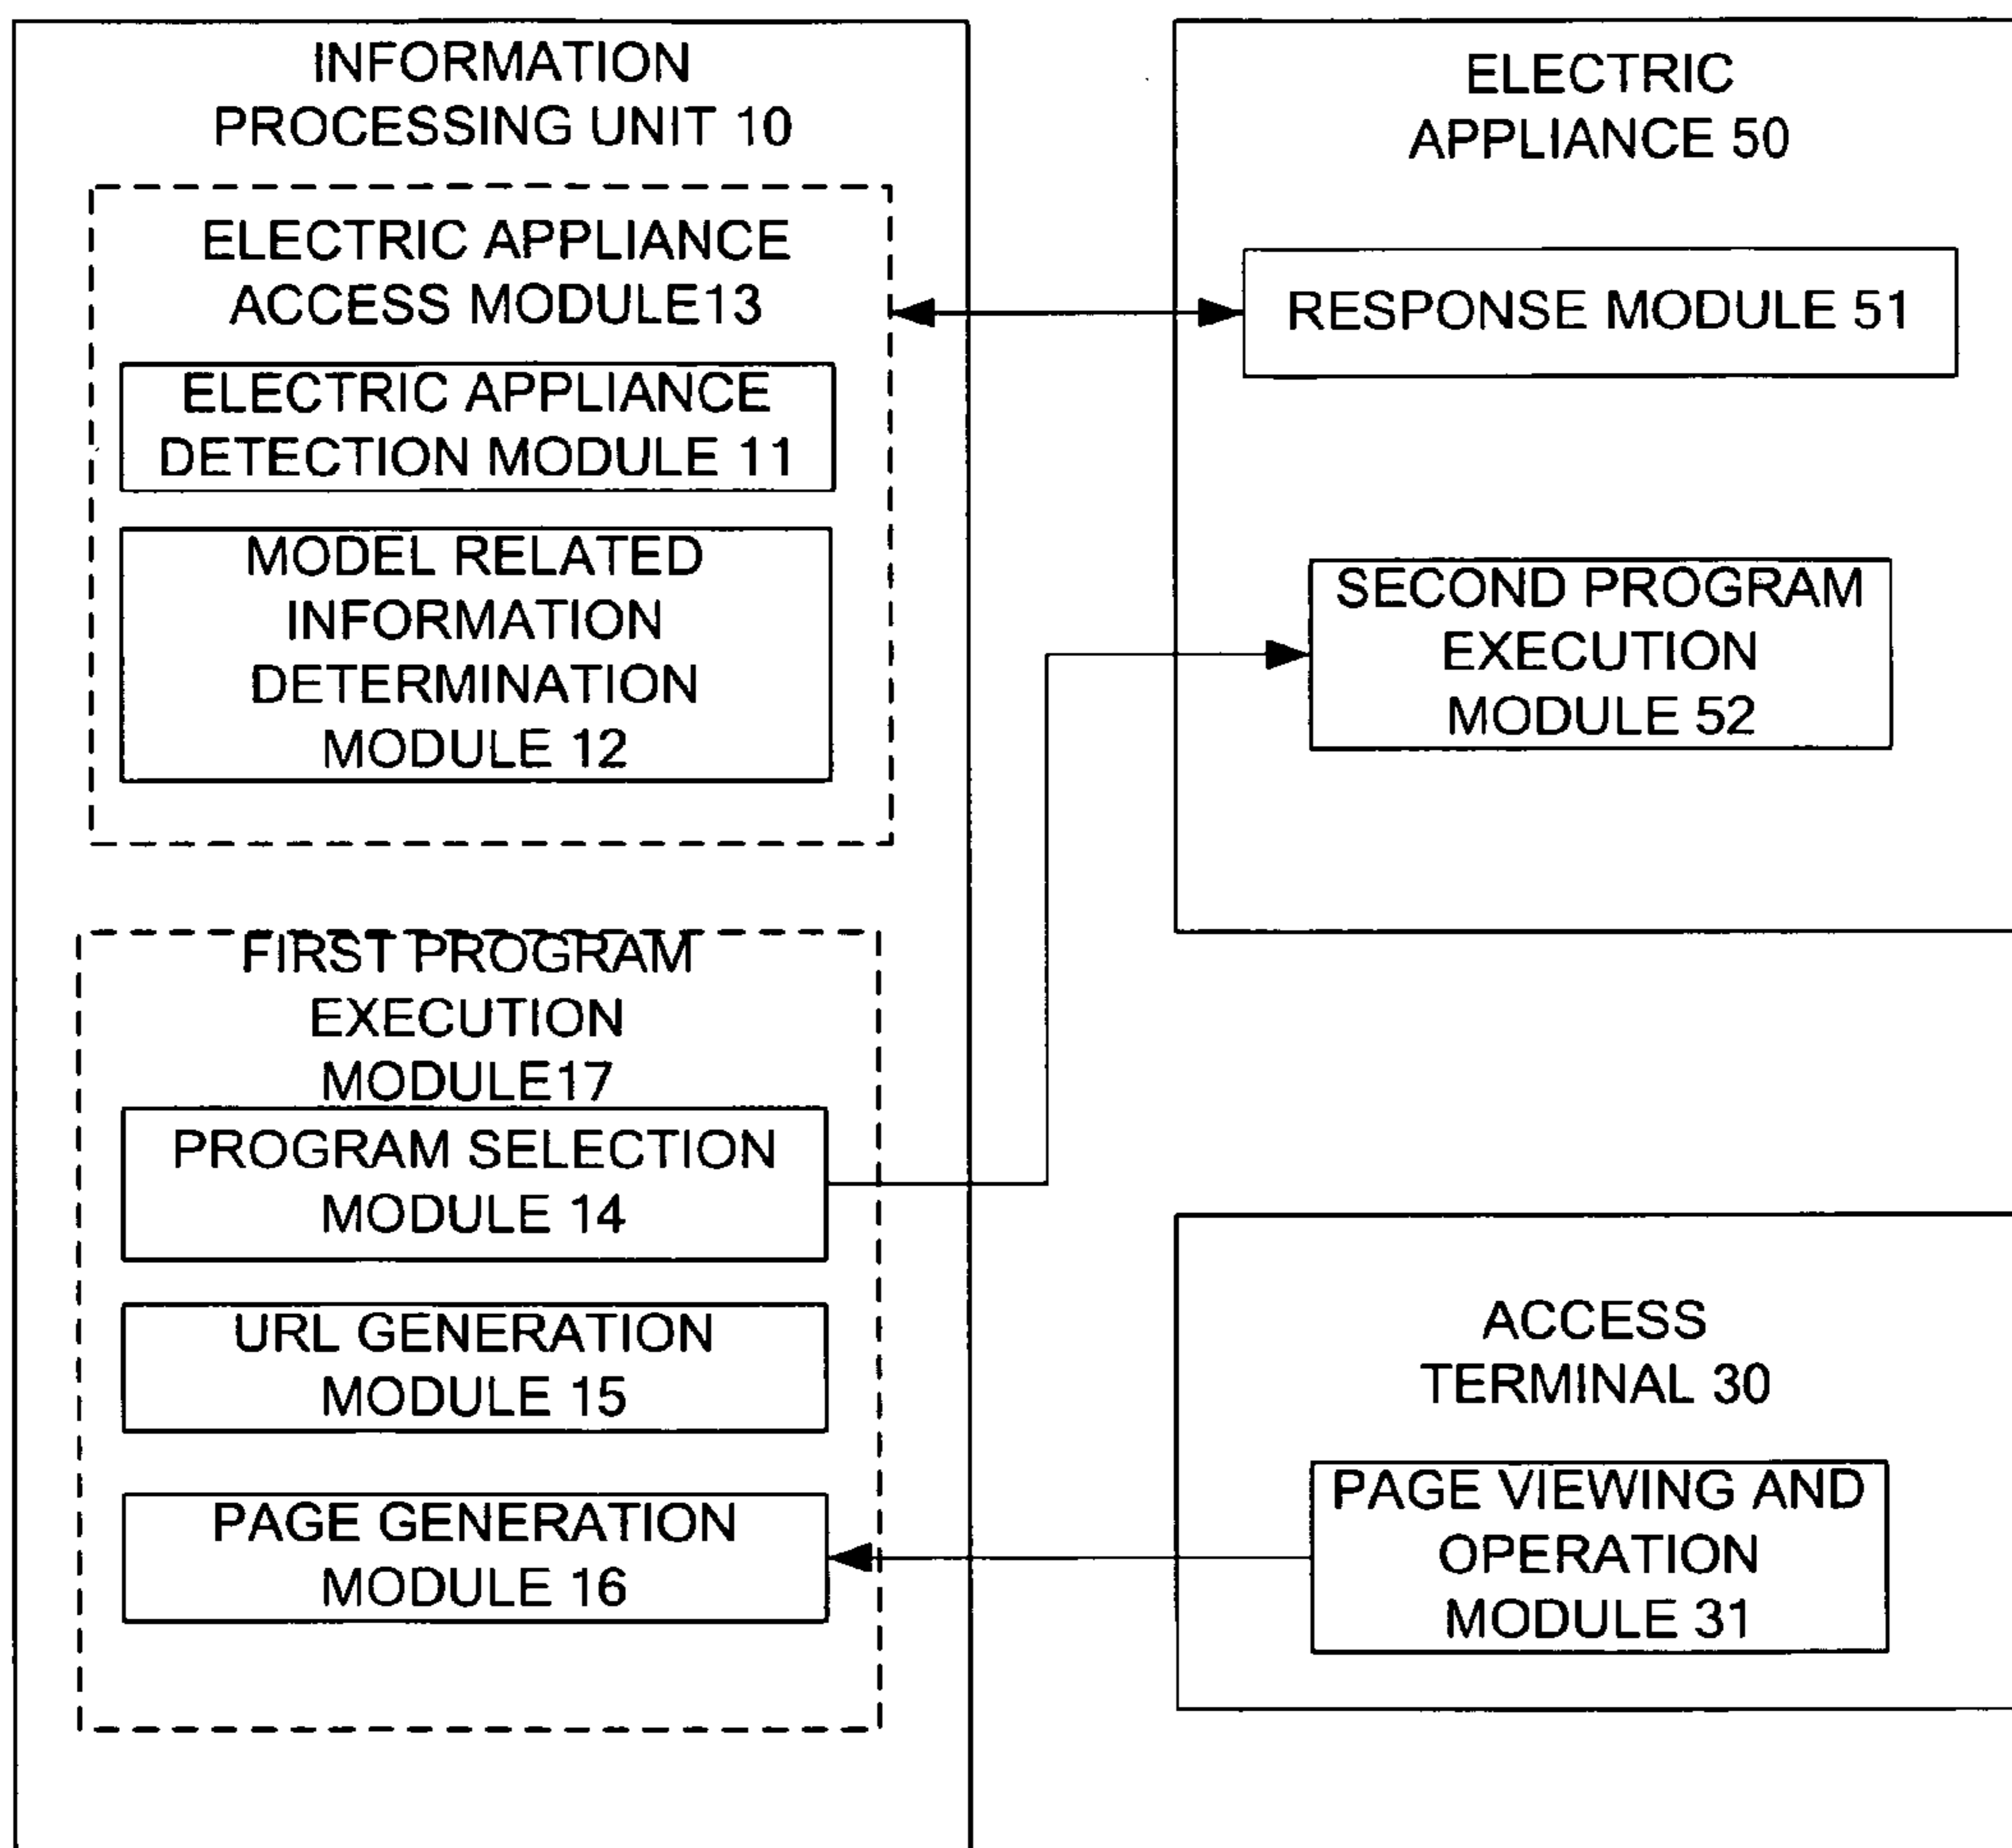 INFORMATION
PROCESSING UNIT 10
ELECTRIC APPLIANCE
ACCESS MODULE13
ELECTRIC APPLIANCE
DETECTION MODULE 11
MODEL RELATED
INFORMATION
DETERMINATION
MODULE 12
FIRST PROGRAM
EXECUTION
MODULE17
PROGRAM SELECTION
MODULE 14
URL GENERATION
MODULE 15
PAGE GENERATION
MODULE 16
ELECTRIC
APPLIANCE 50
RESPONSE MODULE 51
SECOND PROGRAM
EXECUTION
MODULE 52
ACCESS
TERMINAL 30
PAGE VIEWING AND
OPERATION
MODULE 31